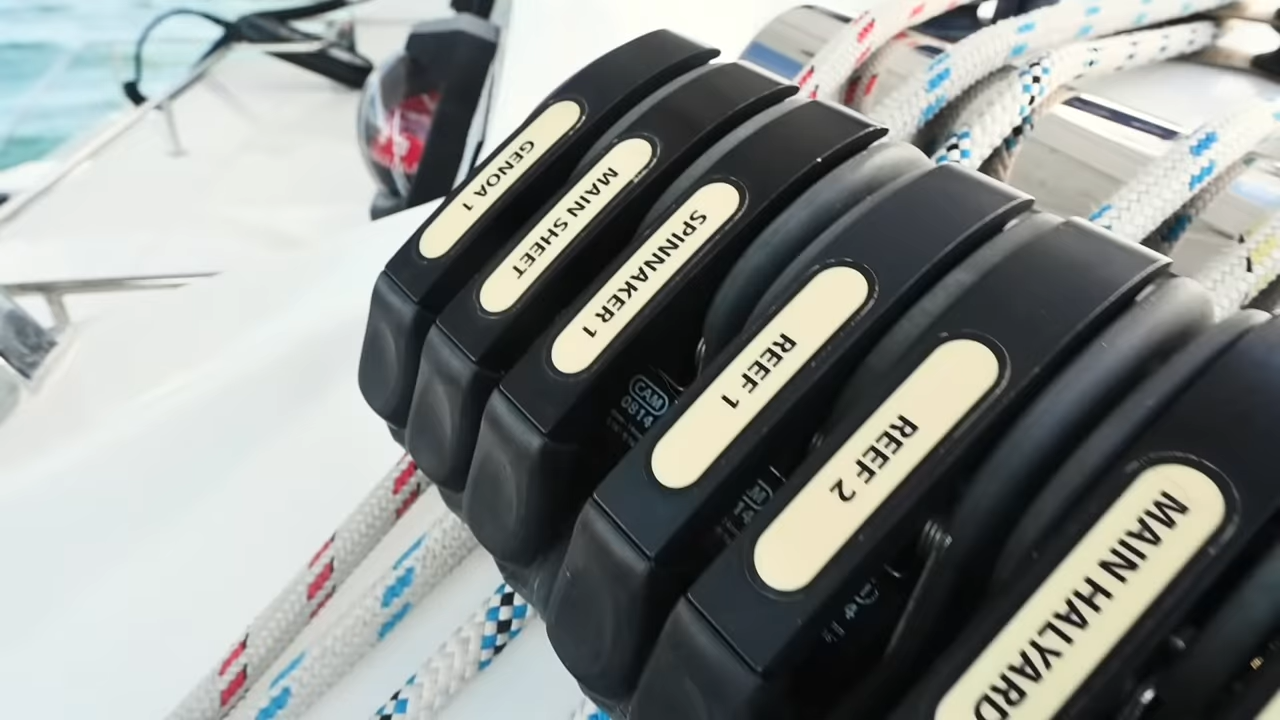 GENOA 1
MAIN SHEET
SPINNAKER 1
REEF 1
REEF 2
MAIN HALYARD
CAM
0814